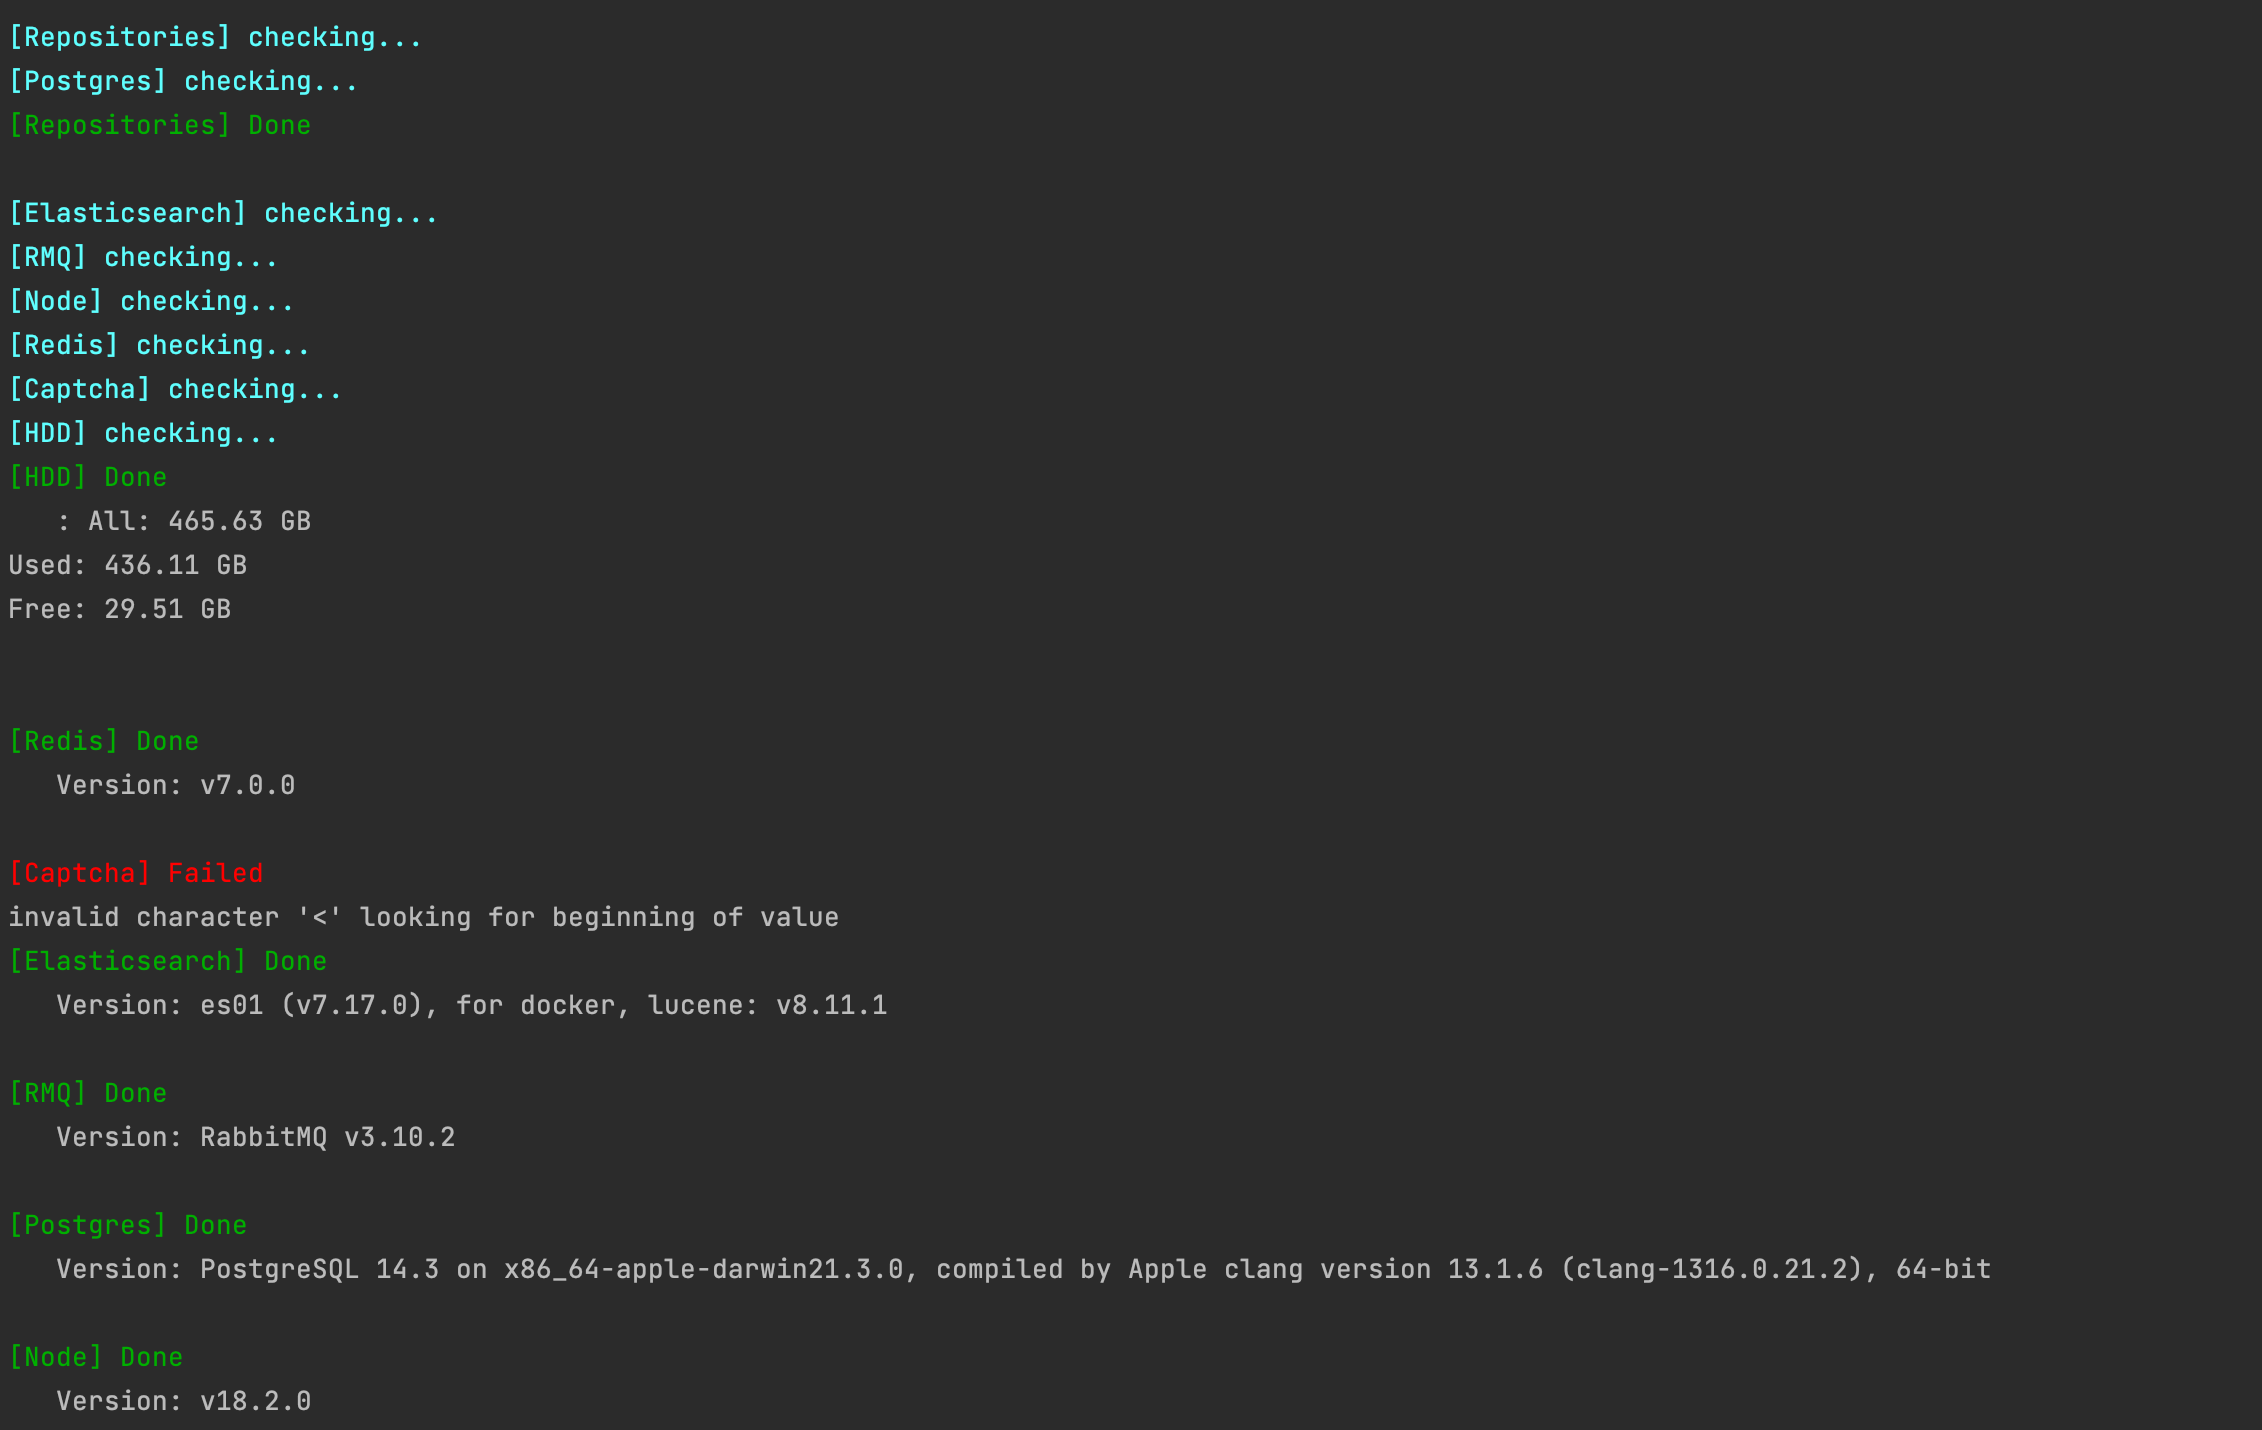 [Repositories] checking...
[Postgres] checking...
[Repositories] Done
[Elasticsearch] checking...
[RMQ] checking...
[Node] checking...
[Redis] checking...
[Captcha] checking...
[HDD] checking...
[HDD] Done
   : All: 465.63 GB
Used: 436.11 GB
Free: 29.51 GB
[Redis] Done
   Version: v7.0.0
[Captcha] Failed
invalid character '<' looking for beginning of value
[Elasticsearch] Done
   Version: es01 (v7.17.0), for docker, lucene: v8.11.1
[RMQ] Done
   Version: RabbitMQ v3.10.2
[Postgres] Done
   Version: PostgreSQL 14.3 on x86_64-apple-darwin21.3.0, compiled by Apple clang version 13.1.6 (clang-1316.0.21.2), 64-bit
[Node] Done
   Version: v18.2.0